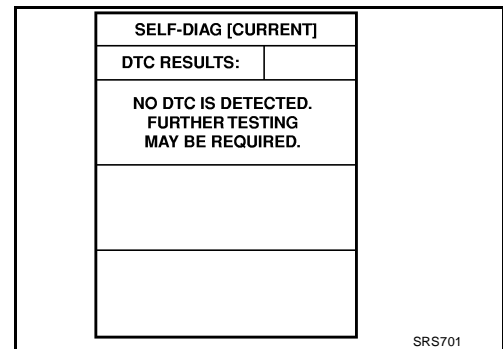 SELF-DIAG [CURRENT]
DTC RESULTS:
NO DTC IS DETECTED.
FURTHER TESTING
MAY BE REQUIRED.
SRS701